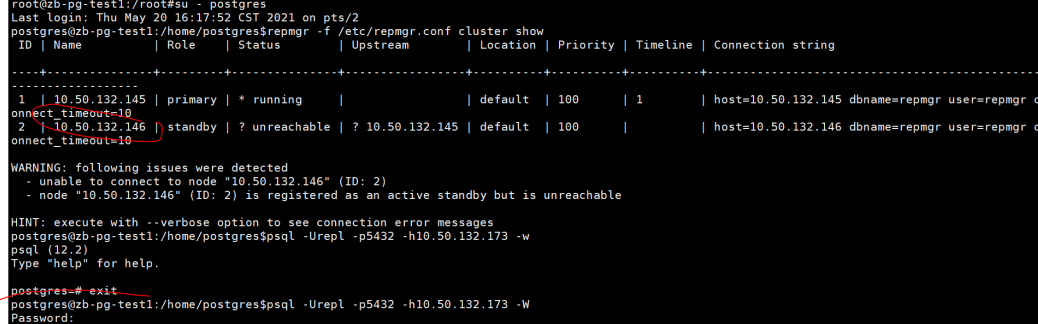 root@zb-pg-test1:/root#su - postgres
Last login: Thu May 20 16:17:52 CST 2021 on pts/2
postgres@zb-pg-test1:/home/postgres$repmgr -f /etc/repmgr.conf cluster show
 ID | Name          | Role    | Status        | Upstream        | Location | Priority | Timeline | Connection string
----+---------------+---------+---------------+-----------------+----------+----------+----------+------------------------------------------
-----------------
 1  | 10.50.132.145 | primary | * running     |                 | default  | 100      | 1        | host=10.50.132.145 dbname=repmgr user=repmgr c
onnect_timeout=10
 2  | 10.50.132.146 | standby | ? unreachable | ? 10.50.132.145 | default  | 100      |          | host=10.50.132.146 dbname=repmgr user=repmgr c
onnect_timeout=10
WARNING: following issues were detected
  - unable to connect to node "10.50.132.146" (ID: 2)
  - node "10.50.132.146" (ID: 2) is registered as an active standby but is unreachable
HINT: execute with --verbose option to see connection error messages
postgres@zb-pg-test1:/home/postgres$psql -Urepl -p5432 -h10.50.132.173 -w
psql (12.2)
Type "help" for help.
postgres=# exit
postgres@zb-pg-test1:/home/postgres$psql -Urepl -p5432 -h10.50.132.173 -W
Password: